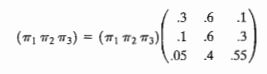 (π₁ π₂ π₃) = (π₁ π₂ π₃) ( .3 .6 .1
.1 .6 .3
.05 .4 .55 )